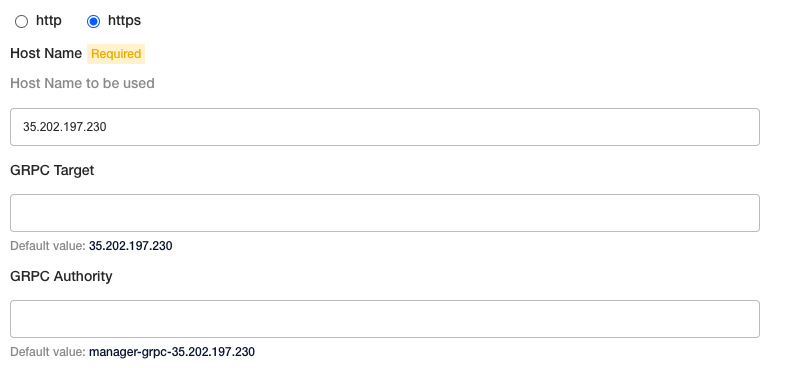 http https
Host Name Required
Host Name to be used
35.202.197.230
GRPC Target
Default value: 35.202.197.230
GRPC Authority
Default value: manager-grpc-35.202.197.230